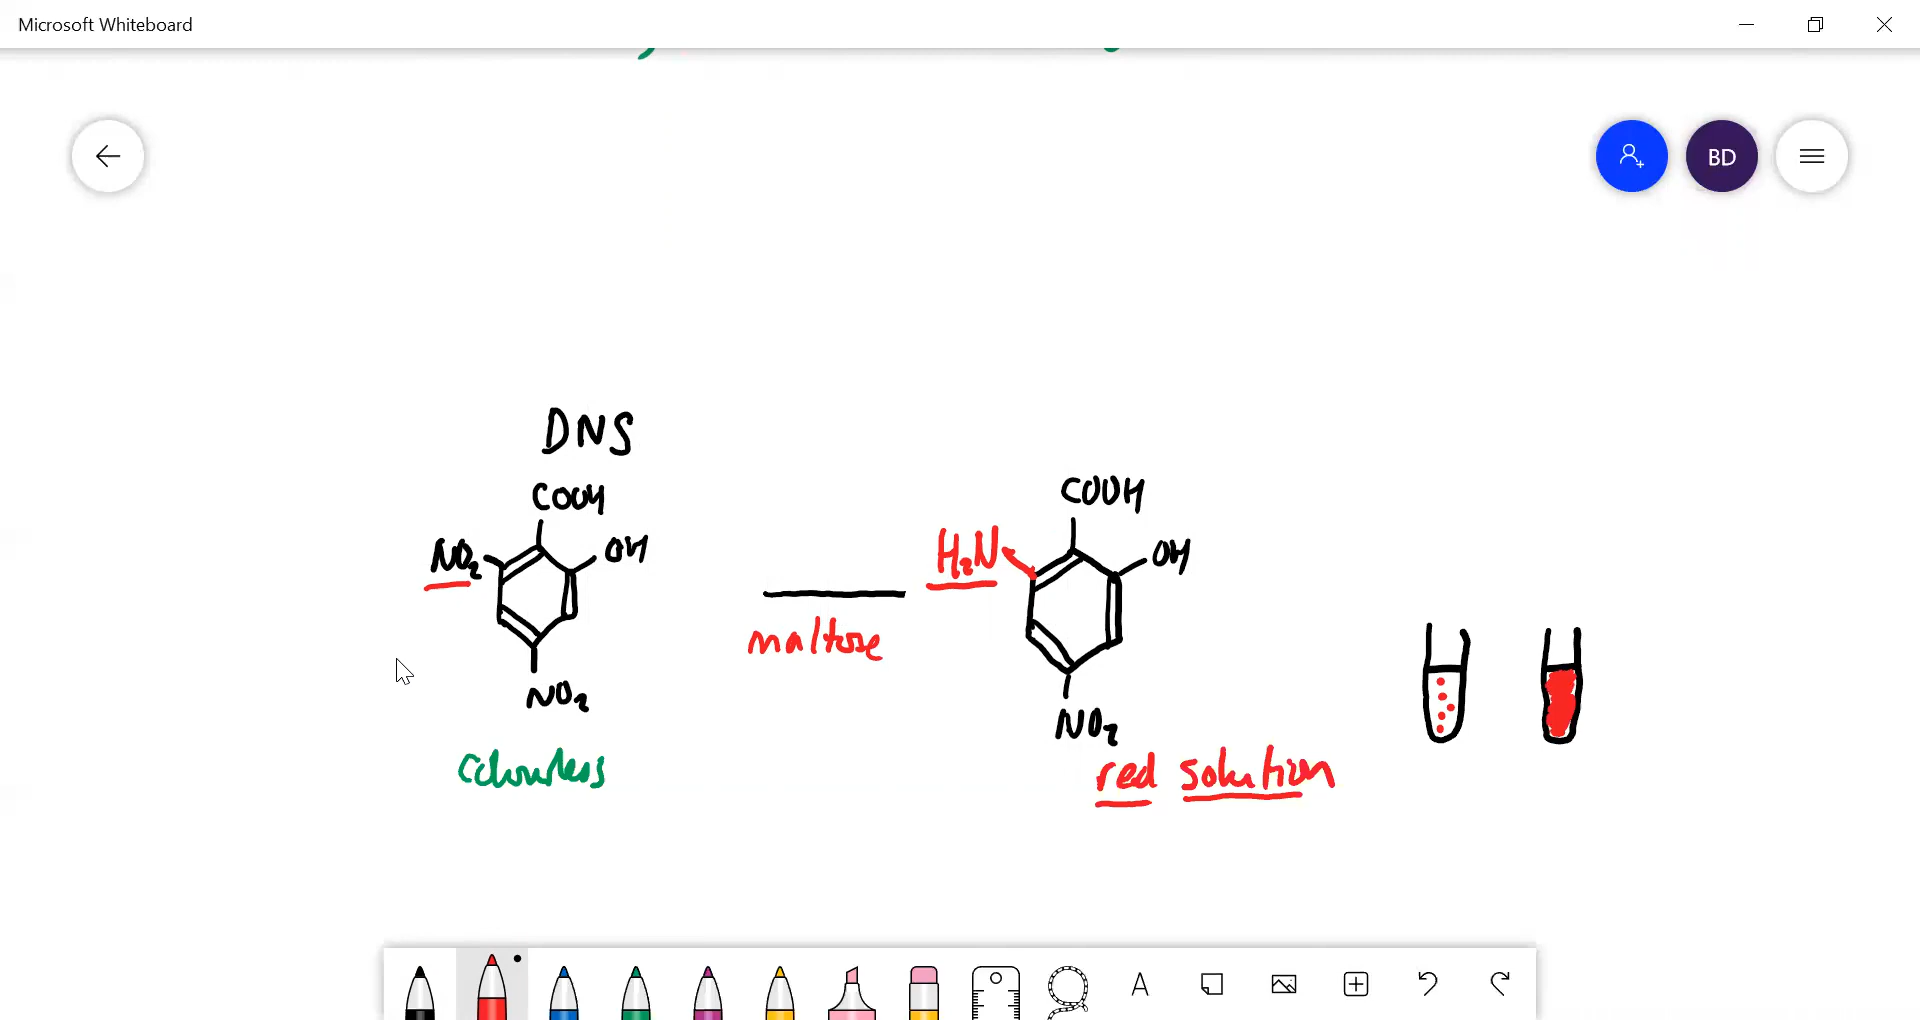 Microsoft Whiteboard
BD
DNS
COOH
NO2
OH
NO2
colourless
maltose
COOH
H2N
OH
NO2
red solution
A